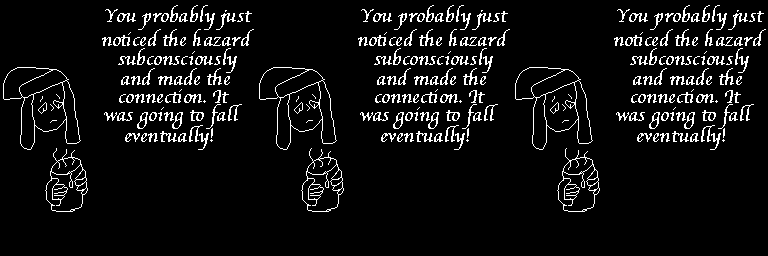 You probably just
noticed the hazard
subconsciously
and made the
connection. It
was going to fall
eventually!
You probably just
noticed the hazard
subconsciously
and made the
connection. It
was going to fall
eventually!
You probably just
noticed the hazard
subconsciously
and made the
connection. It
was going to fall
eventually!